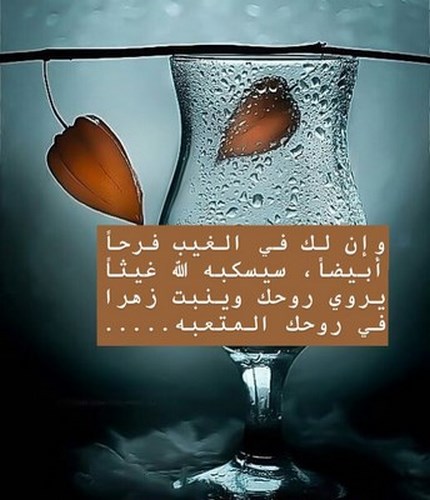 وإن لك في الغيب فرحاً
أبيضاً، سيسكبه الله غيثاً
يروي روحك وينبت زهرا
في روحك المتعبه.....